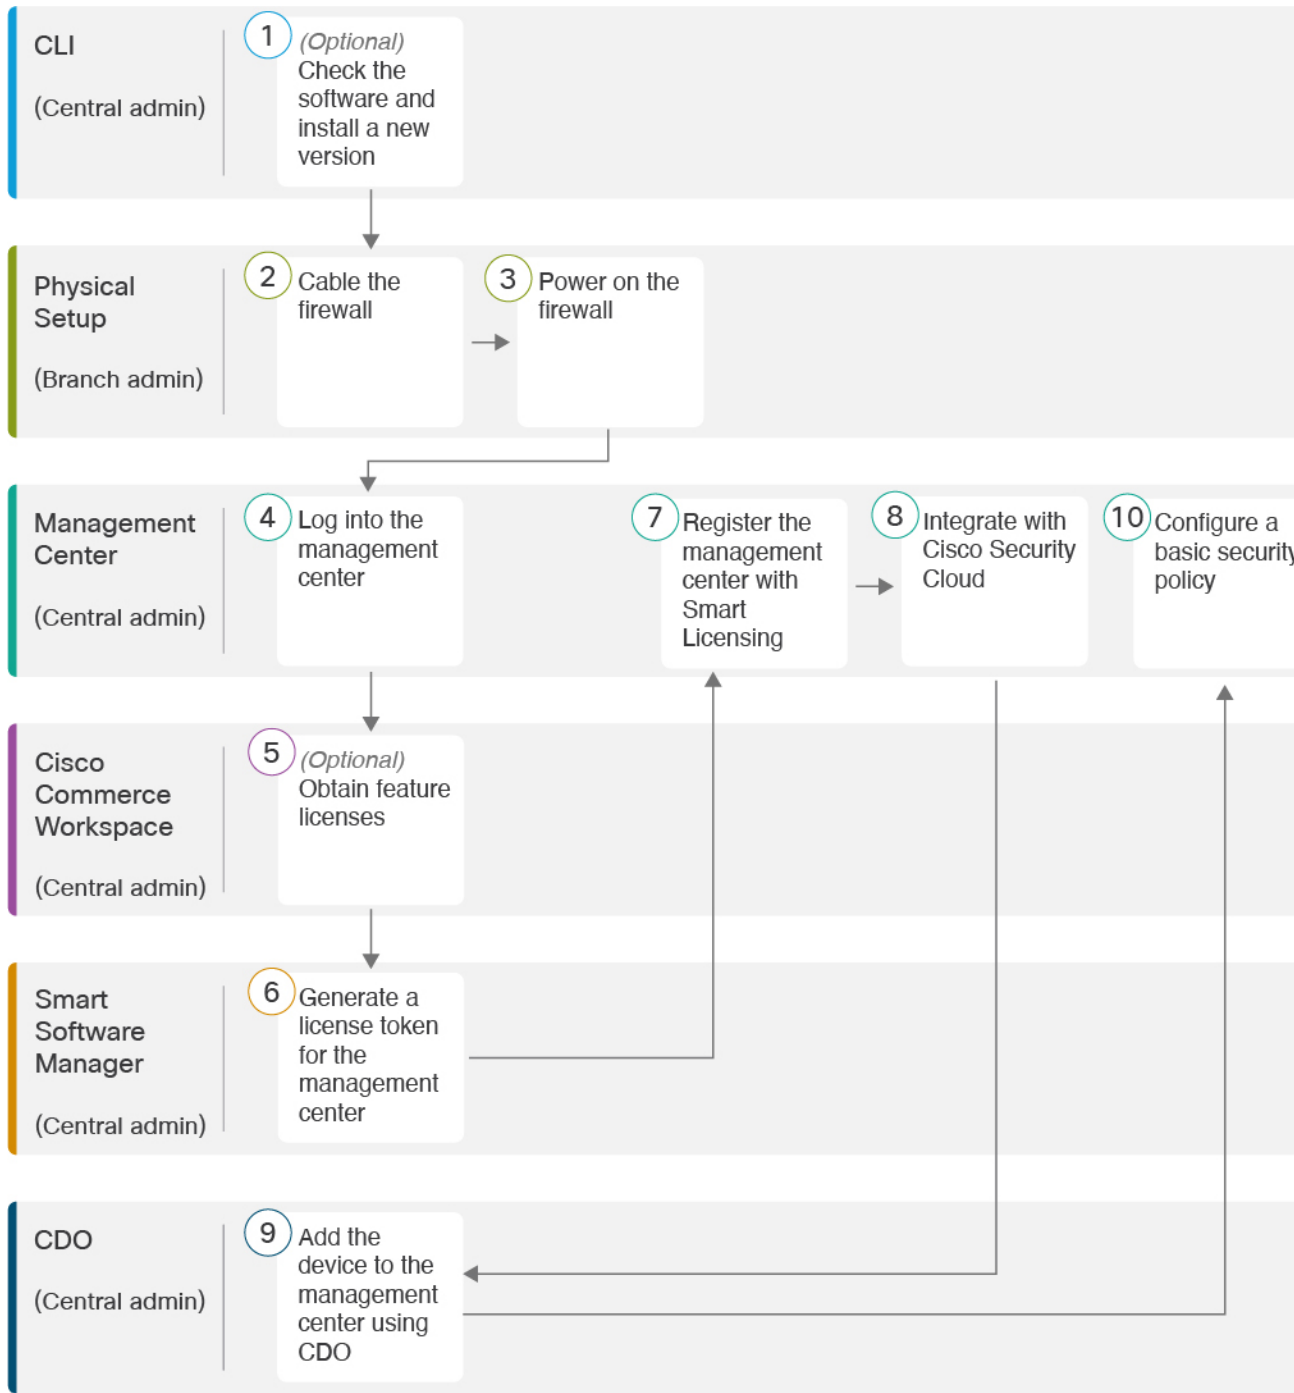 CLI
(Central admin)
1
(Optional)
Check the
software and
install a new
version
Physical
Setup
(Branch admin)
2
Cable the
firewall
3
Power on the
firewall
Management
Center
(Central admin)
4
Log into the
management
center
7
Register the
management
center with
Smart
Licensing
8
Integrate with
Cisco Security
Cloud
10
Configure a
basic security
policy
Cisco
Commerce
Workspace
(Central admin)
5
(Optional)
Obtain feature
licenses
Smart
Software
Manager
(Central admin)
6
Generate a
license token
for the
management
center
CDO
(Central admin)
9
Add the
device to the
management
center using
CDO